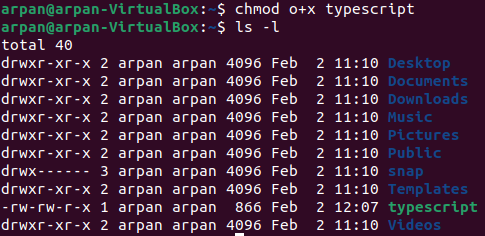 arpan@arpan-VirtualBox:~$ chmod o+x typescript
arpan@arpan-VirtualBox:~$ ls -l
total 40
drwxr-xr-x 2 arpan arpan 4096 Feb  2 11:10 Desktop
drwxr-xr-x 2 arpan arpan 4096 Feb  2 11:10 Documents
drwxr-xr-x 2 arpan arpan 4096 Feb  2 11:10 Downloads
drwxr-xr-x 2 arpan arpan 4096 Feb  2 11:10 Music
drwxr-xr-x 2 arpan arpan 4096 Feb  2 11:10 Pictures
drwxr-xr-x 2 arpan arpan 4096 Feb  2 11:10 Public
drwx------ 3 arpan arpan 4096 Feb  2 11:10 snap
drwxr-xr-x 2 arpan arpan 4096 Feb  2 11:10 Templates
-rw-rw-r-x 1 arpan arpan  866 Feb  2 12:07 typescript
drwxr-xr-x 2 arpan arpan 4096 Feb  2 11:10 Videos